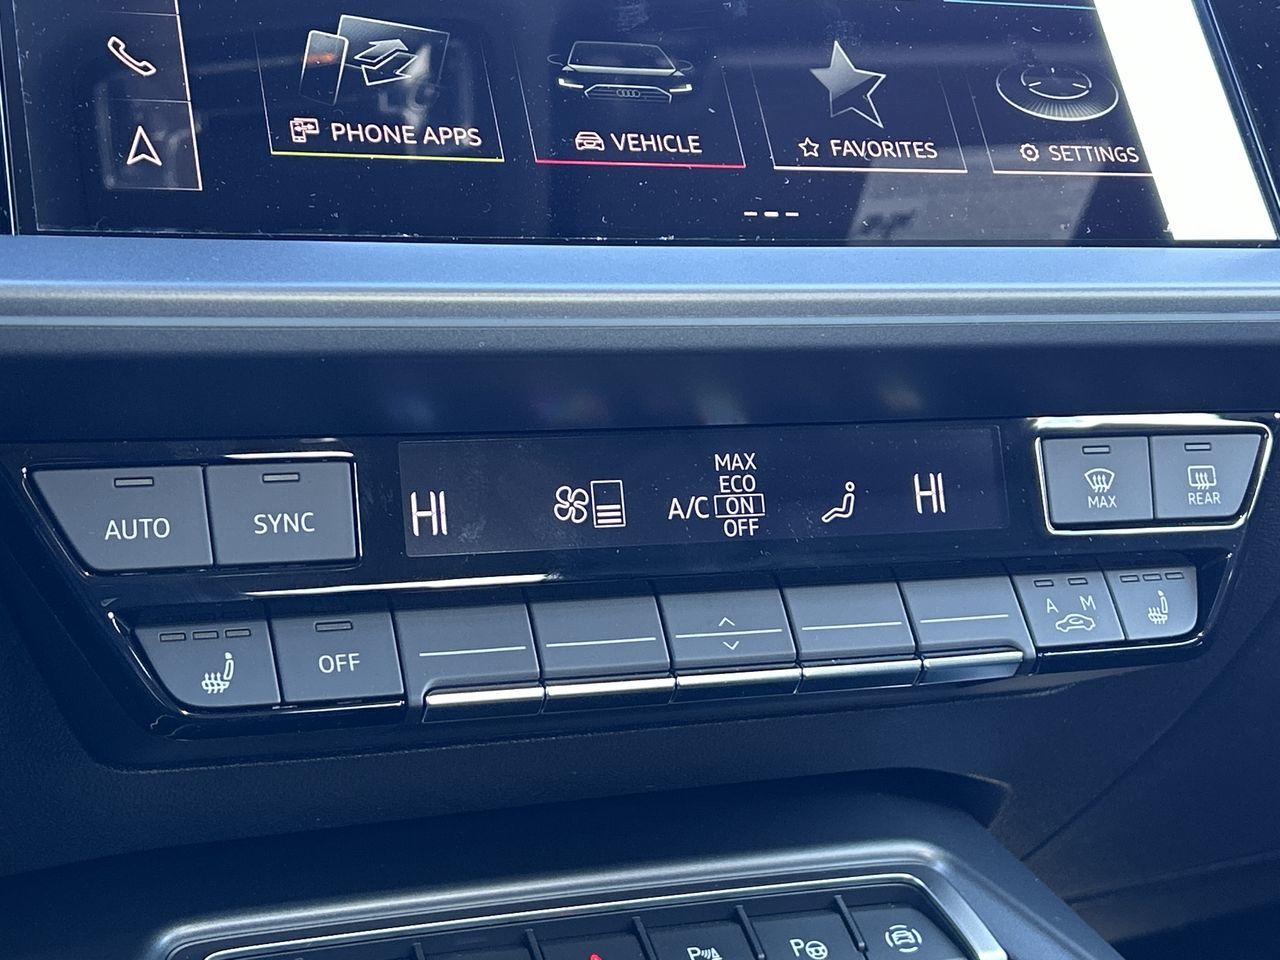 PHONE APPS
VEHICLE
FAVORITES
SETTINGS
AUTO
SYNC
HI
A/C
MAX
ECO
ON
OFF
HI
MAX
REAR
OFF
A M
P
P